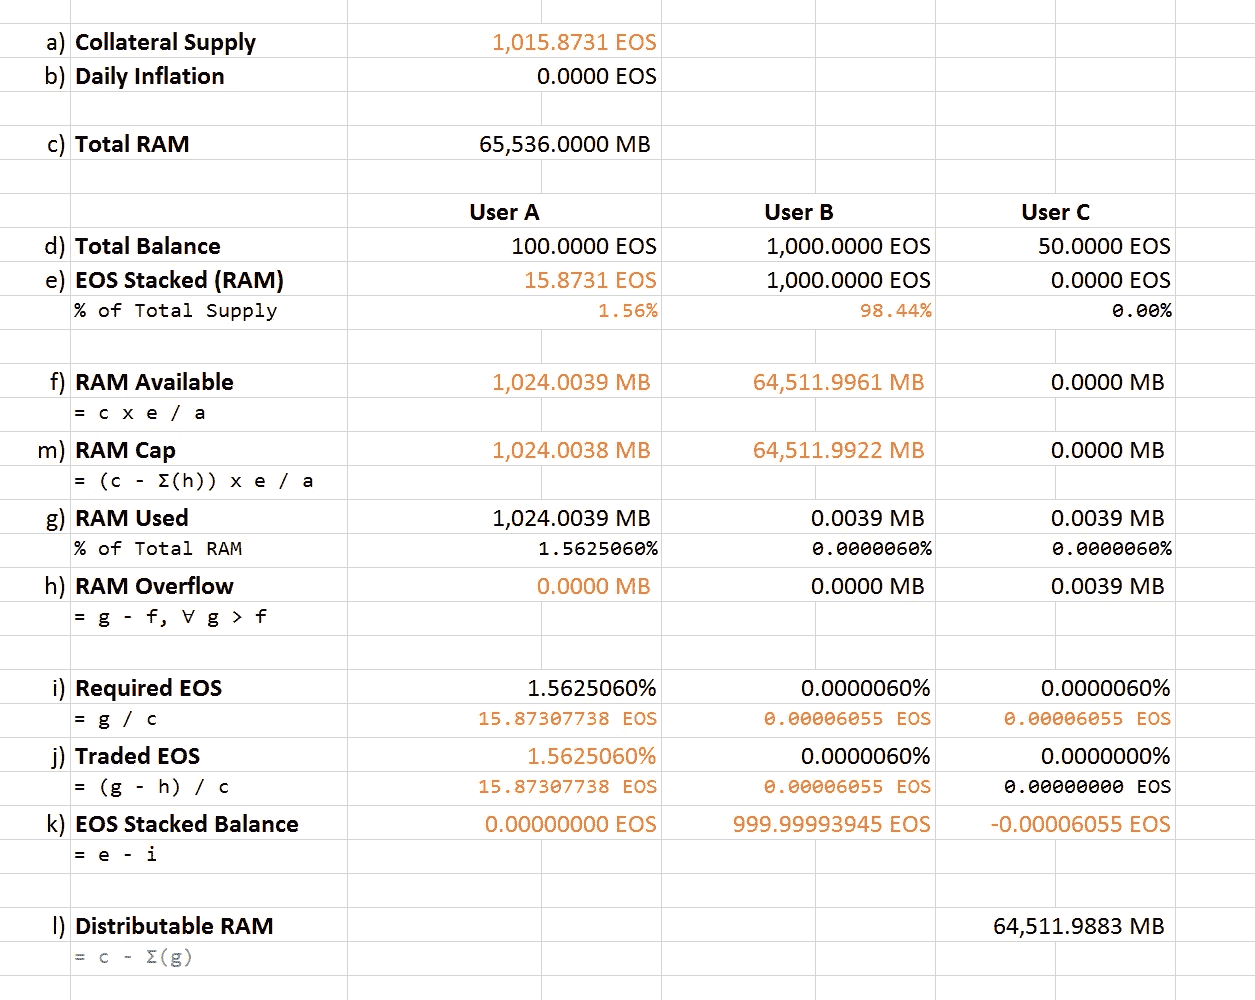 a) Collateral Supply 1,015.8731 EOS
b) Daily Inflation 0.0000 EOS
c) Total RAM 65,536.0000 MB
User A User B User C
d) Total Balance 100.0000 EOS 1,000.0000 EOS 50.0000 EOS
e) EOS Stacked (RAM) 15.8731 EOS 1,000.0000 EOS 0.0000 EOS
% of Total Supply 1.56% 98.44% 0.00%
f) RAM Available 1,024.0039 MB 64,511.9961 MB 0.0000 MB
= c x e / a
m) RAM Cap 1,024.0038 MB 64,511.9922 MB 0.0000 MB
= (c - Σ(h)) x e / a
g) RAM Used 1,024.0039 MB 0.0039 MB 0.0039 MB
% of Total RAM 1.5625060% 0.0000060% 0.0000060%
h) RAM Overflow 0.0000 MB 0.0000 MB 0.0039 MB
= g - f, ∀ g > f
i) Required EOS 1.5625060% 0.0000060% 0.0000060%
= g / c 15.87307738 EOS 0.00006055 EOS 0.00006055 EOS
j) Traded EOS 1.5625060% 0.0000060% 0.0000000%
= (g - h) / c 15.87307738 EOS 0.00006055 EOS 0.00000000 EOS
k) EOS Stacked Balance 0.00000000 EOS 999.99993945 EOS -0.00006055 EOS
= e - i
l) Distributable RAM 64,511.9883 MB
= c - Σ(g)